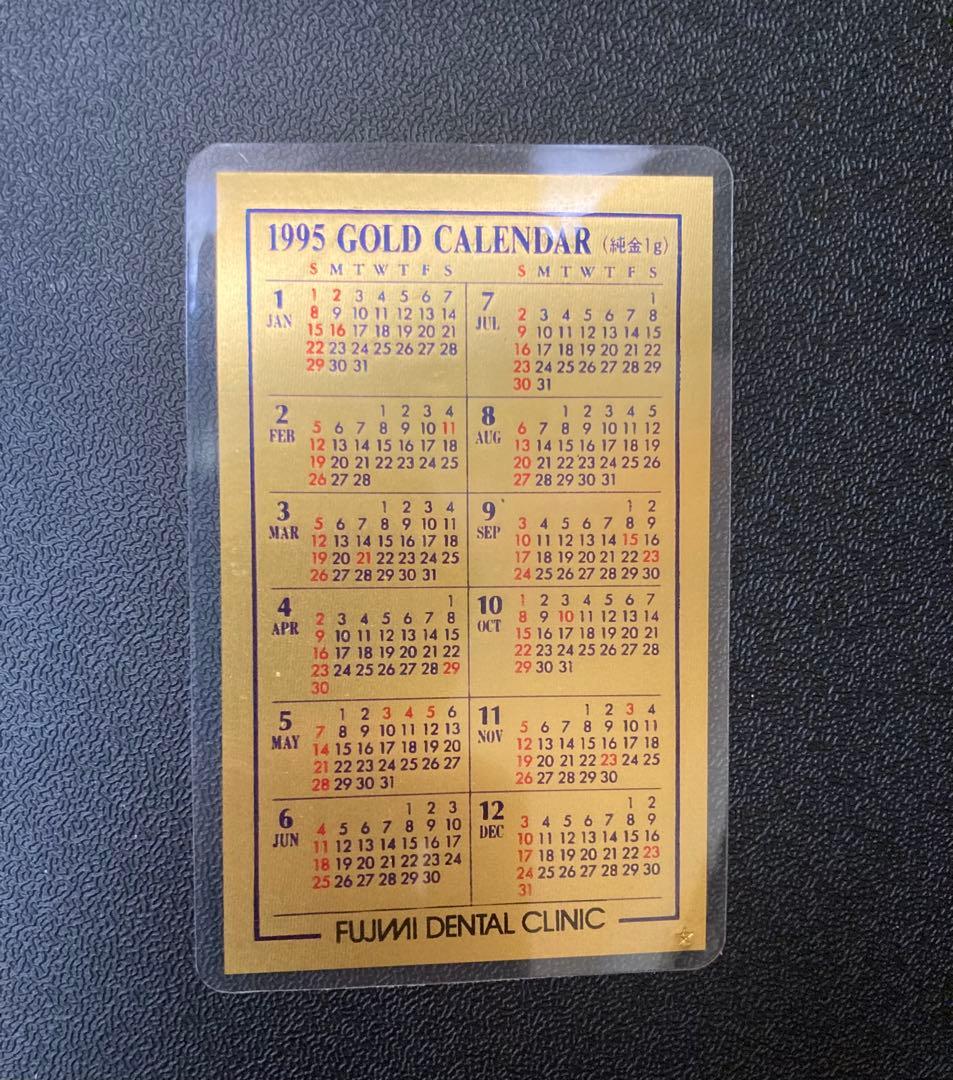 1995 GOLD CALENDAR (純金1g)
S M T W T F S
1
JAN
1 2 3 4 5 6 7
8 9 10 11 12 13 14
15 16 17 18 19 20 21
22 23 24 25 26 27 28
29 30 31
2
FEB
1 2 3 4
5 6 7 8 9 10 11
12 13 14 15 16 17 18
19 20 21 22 23 24 25
26 27 28
3
MAR
1 2 3 4
5 6 7 8 9 10 11
12 13 14 15 16 17 18
19 20 21 22 23 24 25
26 27 28 29 30 31
4
APR
1
2 3 4 5 6 7 8
9 10 11 12 13 14 15
16 17 18 19 20 21 22
23 24 25 26 27 28 29
30
5
MAY
1 2 3 4 5 6
7 8 9 10 11 12 13
14 15 16 17 18 19 20
21 22 23 24 25 26 27
28 29 30 31
6
JUN
1 2 3
4 5 6 7 8 9 10
11 12 13 14 15 16 17
18 19 20 21 22 23 24
25 26 27 28 29 30
S M T W T F S
7
JUL
1
2 3 4 5 6 7 8
9 10 11 12 13 14 15
16 17 18 19 20 21 22
23 24 25 26 27 28 29
30 31
8
AUG
1 2 3 4 5
6 7 8 9 10 11 12
13 14 15 16 17 18 19
20 21 22 23 24 25 26
27 28 29 30 31
9
SEP
1 2
3 4 5 6 7 8 9
10 11 12 13 14 15 16
17 18 19 20 21 22 23
24 25 26 27 28 29 30
10
OCT
1 2 3 4 5 6 7
8 9 10 11 12 13 14
15 16 17 18 19 20 21
22 23 24 25 26 27 28
29 30 31
11
NOV
1 2 3 4
5 6 7 8 9 10 11
12 13 14 15 16 17 18
19 20 21 22 23 24 25
26 27 28 29 30
12
DEC
1 2
3 4 5 6 7 8 9
10 11 12 13 14 15 16
17 18 19 20 21 22 23
24 25 26 27 28 29 30
31
FUJIMI DENTAL CLINIC